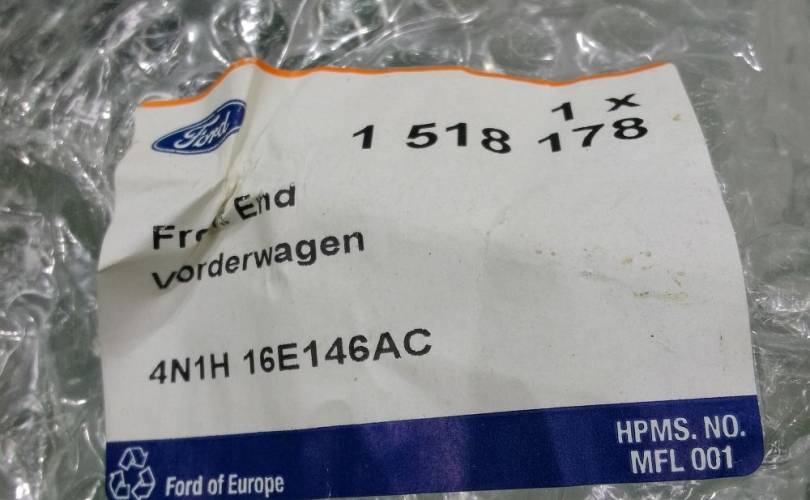 1 x
Ford
1 518 178
End
Vorderwagen
4N1H 16E146AC
HPMS. NO.
Ford of Europe
MFL 001